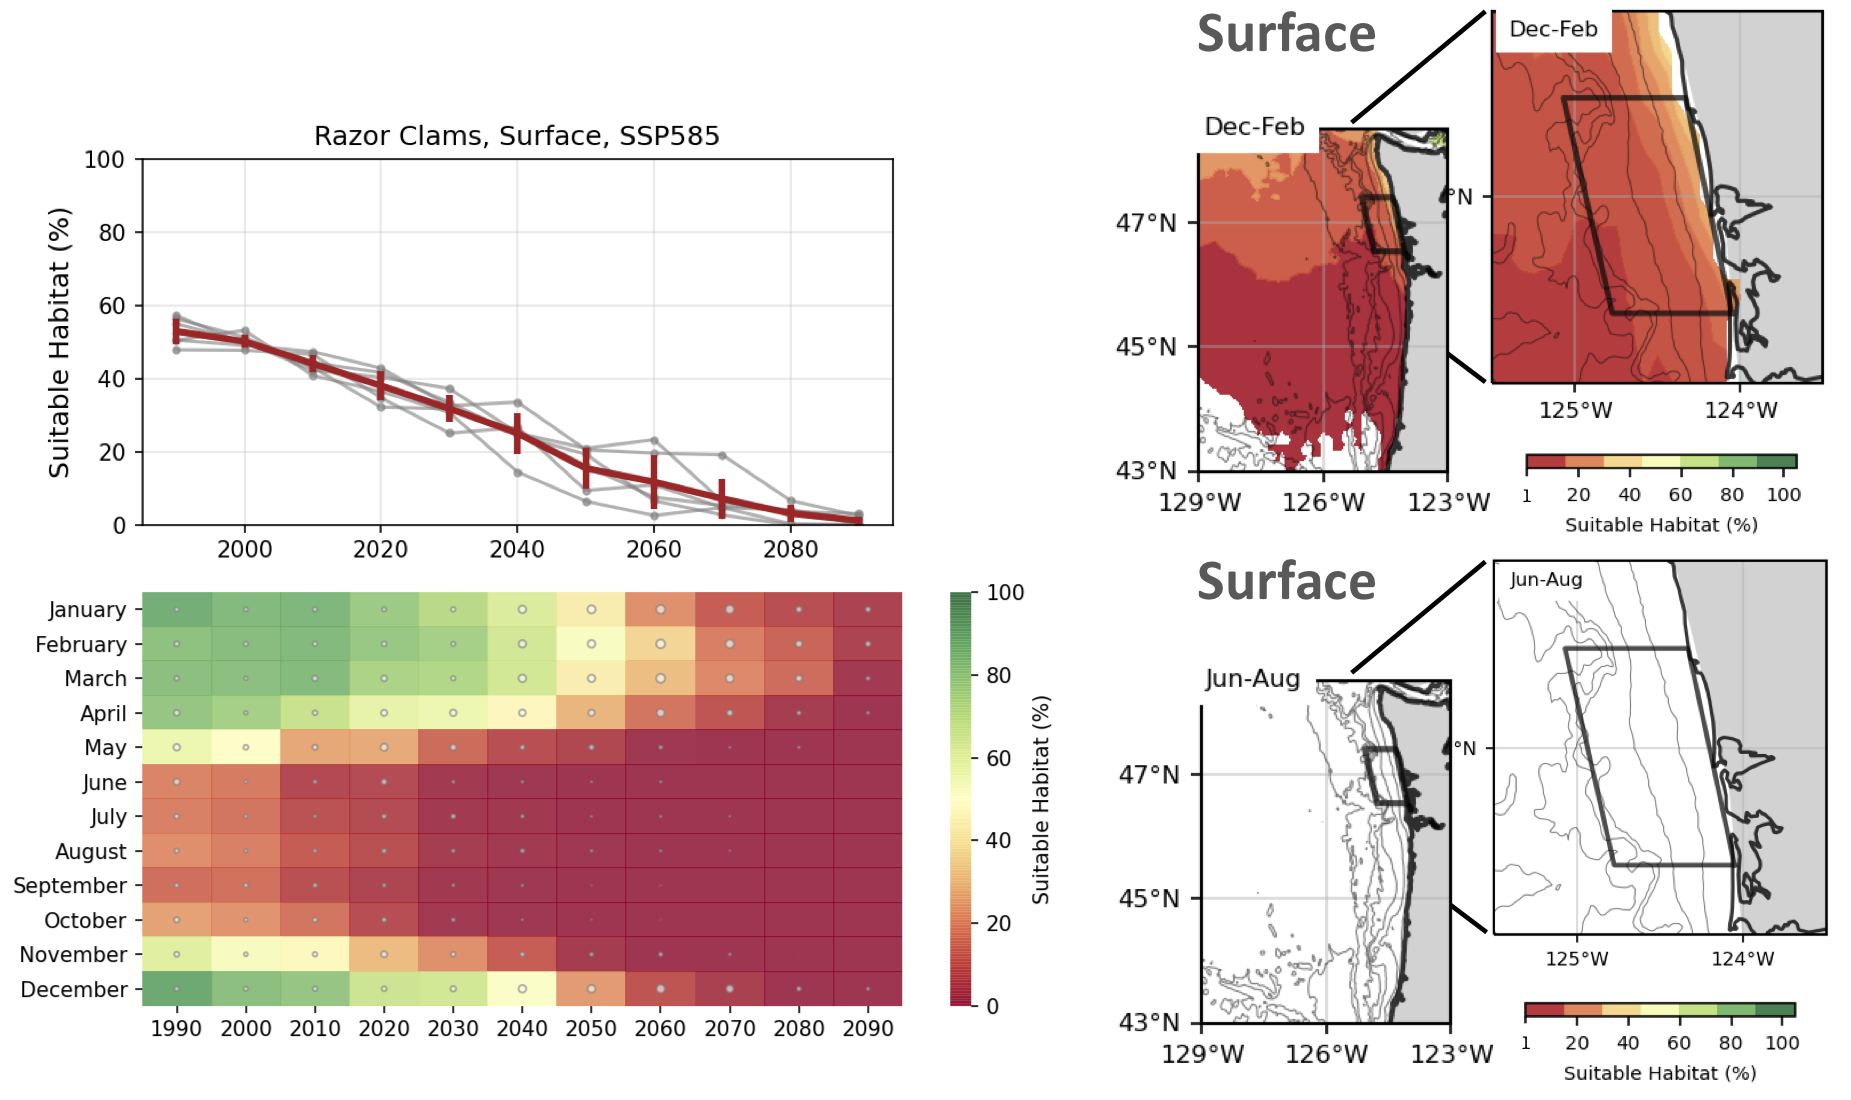 Razor Clams, Surface, SSP585
100
80
60
40
20
0
Suitable Habitat (%)
2000
2020
2040
2060
2080
January
February
March
April
May
June
July
August
September
October
November
December
1990
2000
2010
2020
2030
2040
2050
2060
2070
2080
2090
100
80
60
40
20
0
Suitable Habitat (%)
Surface
Dec-Feb
47°N
45°N
43°N
129°W
126°W
123°W
Dec-Feb
°N
125°W
124°W
1
20
40
60
80
100
Suitable Habitat (%)
Surface
Jun-Aug
47°N
45°N
43°N
129°W
126°W
123°W
Jun-Aug
°N
125°W
124°W
1
20
40
60
80
100
Suitable Habitat (%)